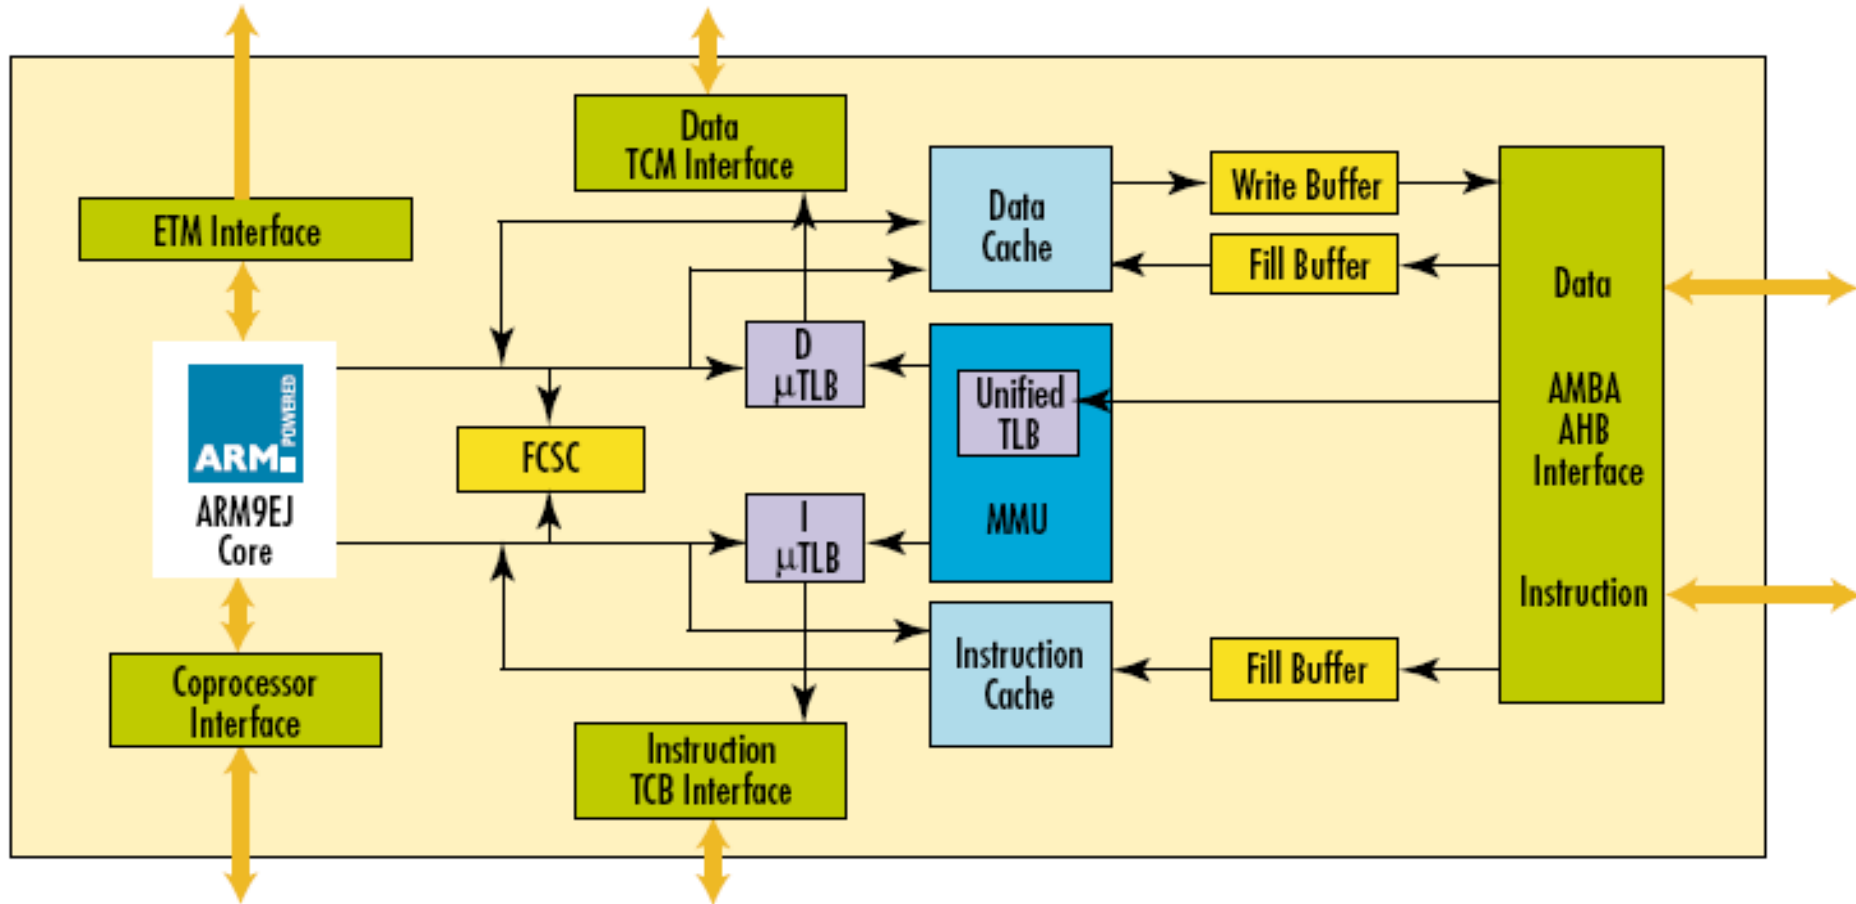 Data
TCM Interface
ETM Interface
Data
Cache
Write Buffer
Fill Buffer
Data
AMBA
AHB
Interface
Instruction
D
μTLB
Unified
TLB
MMU
ARM
POWERED
ARM9EJ
Core
FCSC
I
μTLB
Instruction
Cache
Fill Buffer
Coprocessor
Interface
Instruction
TCB Interface